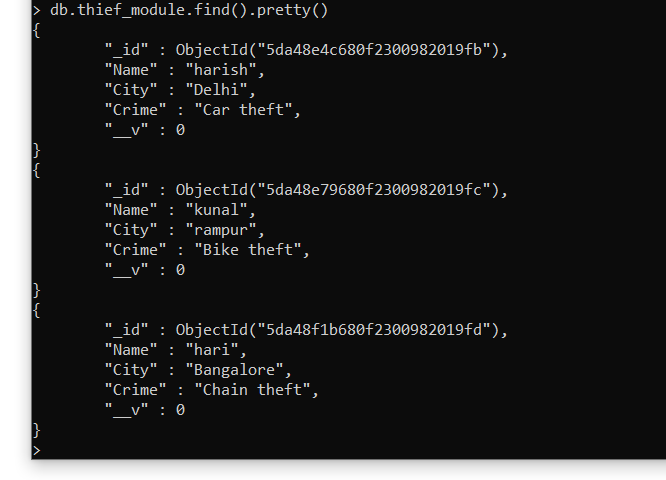 > db.thief_module.find().pretty()
{
        "_id" : ObjectId("5da48e4c680f2300982019fb"),
        "Name" : "harish",
        "City" : "Delhi",
        "Crime" : "Car theft",
        "__v" : 0
}
{
        "_id" : ObjectId("5da48e79680f2300982019fc"),
        "Name" : "kunal",
        "City" : "rampur",
        "Crime" : "Bike theft",
        "__v" : 0
}
{
        "_id" : ObjectId("5da48f1b680f2300982019fd"),
        "Name" : "hari",
        "City" : "Bangalore",
        "Crime" : "Chain theft",
        "__v" : 0
}
>